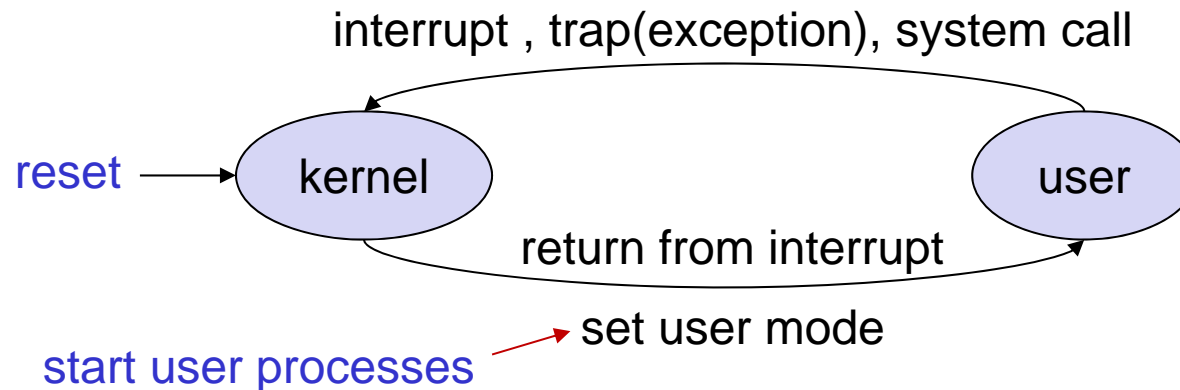 interrupt , trap(exception), system call
reset
kernel
user
return from interrupt
set user mode
start user processes